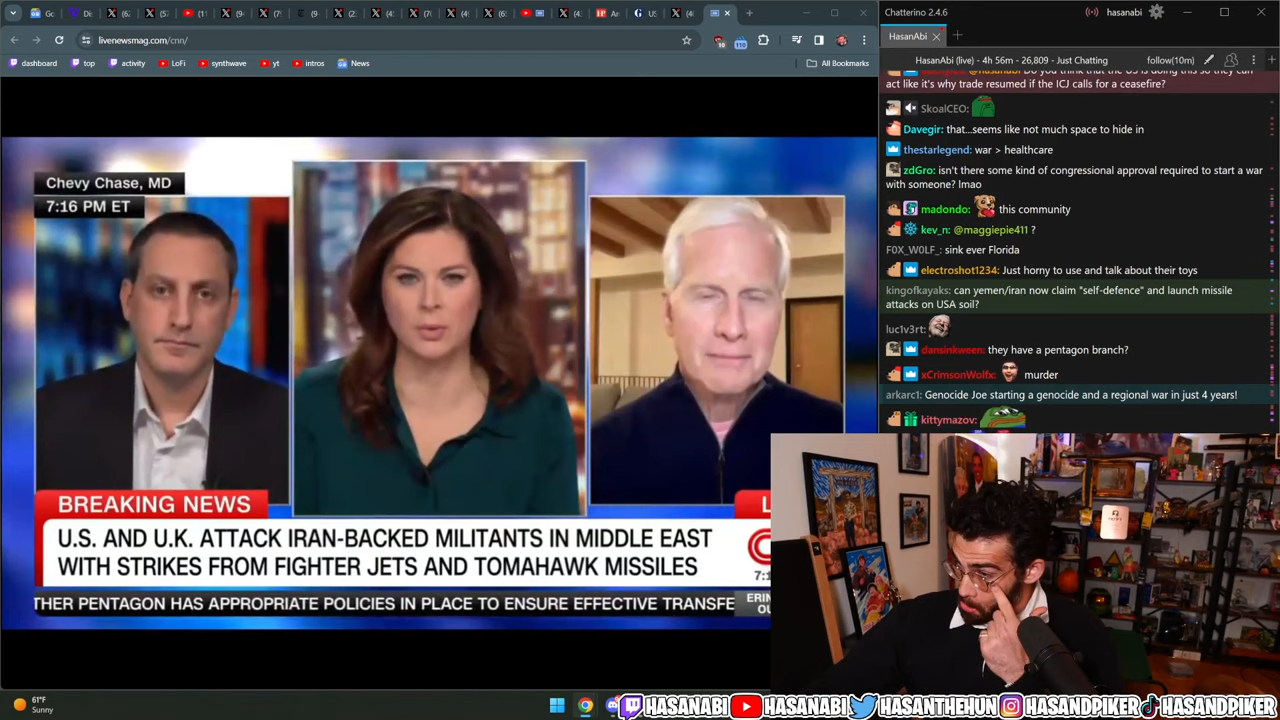 livenewsmag.com/cnn/
dashboard
top
activity
LoFi
synthwave
yt
intros
News
All Bookmarks
Chevy Chase, MD
7:16 PM ET
BREAKING NEWS
U.S. AND U.K. ATTACK IRAN-BACKED MILITANTS IN MIDDLE EAST
WITH STRIKES FROM FIGHTER JETS AND TOMAHAWK MISSILES
THER PENTAGON HAS APPROPRIATE POLICIES IN PLACE TO ENSURE EFFECTIVE TRANSFE
61°F
Sunny
Chatterino 2.4.6
hasanabi
HasanAbi
HasanAbi (live) - 4h 56m - 26,809 - Just Chatting
follow(10m)
@hasanabi Do you think that the US is doing this so they can
act like it's why trade resumed if the ICJ calls for a ceasefire?
SkoalCEO:
Davegir: that...seems like not much space to hide in
thestarlegend: war > healthcare
zdGro: isn't there some kind of congressional approval required to start a war
with someone? lmao
madondo: this community
kev_n: @maggiepie411 ?
F0X_W0LF_: sink ever Florida
electroshot1234: Just horny to use and talk about their toys
kingofkayaks: can yemen/iran now claim "self-defence" and launch missile
attacks on USA soil?
luc1v3rt:
dansinkween: they have a pentagon branch?
xCrimsonWolfx: murder
arkarc1: Genocide Joe starting a genocide and a regional war in just 4 years!
kittymazov:
HASANABI HASANABI HASANTHEHUN HASANDPIKER HASANDPIKER